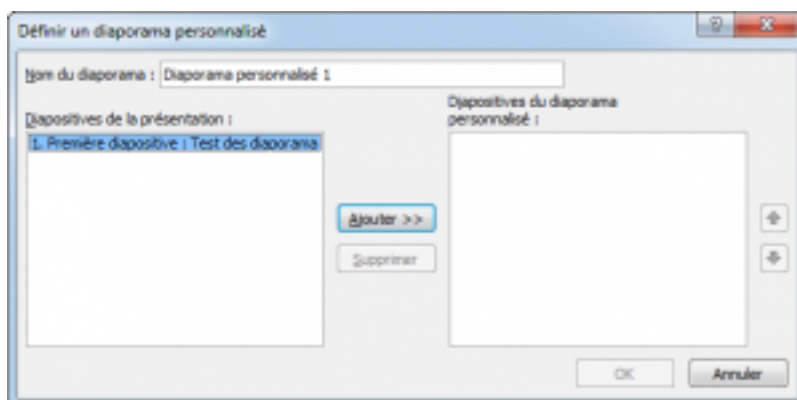 Définir un diaporama personnalisé
Nom du diaporama : Diaporama personnalisé 1
Diapositives de la présentation :
Diapositives du diaporama
personnalisé :
1. Première diapositive : Test des diaporama
Ajouter >>
Supprimer
OK
Annuler